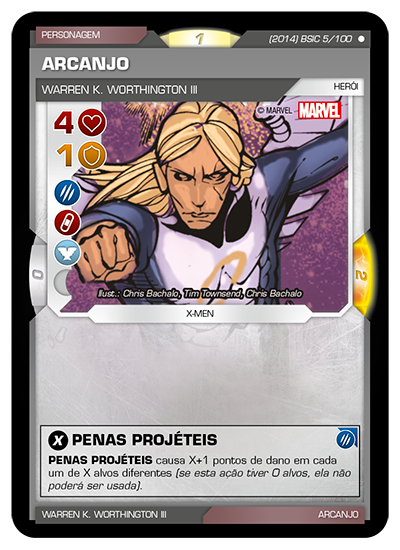 PERSONAGEM
1
(2014) BSIC 5/100 ●
ARCANJO
WARREN K. WORTHINGTON III
HERÓI
4
© MARVEL MARVEL
1
0
2
Illust.: Chris Bachalo, Tim Townsend, Chris Bachalo
X-MEN
X PENAS PROJÉTEIS
PENAS PROJÉTEIS causa X+1 pontos de dano em cada
um de X alvos diferentes (se esta ação tiver 0 alvos, ela não
poderá ser usada).
WARREN K. WORTHINGTON III
ARCANJO